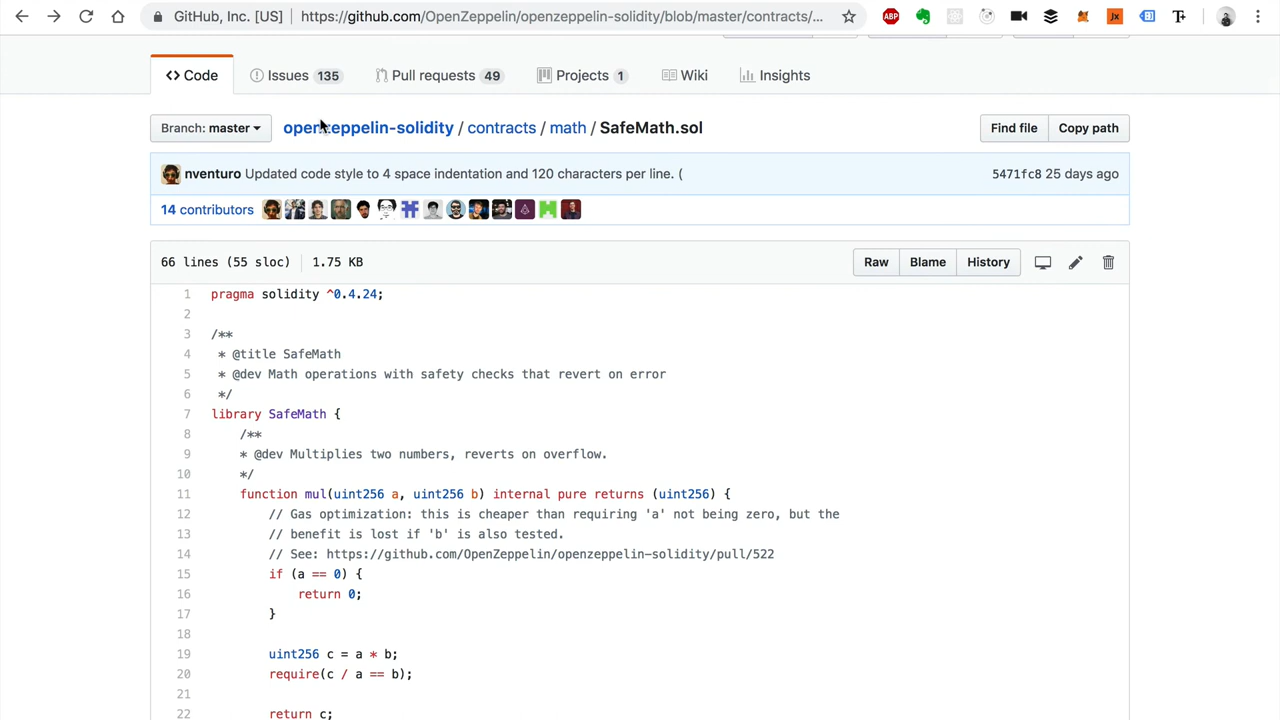 GitHub, Inc. [US] https://github.com/OpenZeppelin/openzeppelin-solidity/blob/master/contracts/...
ABP Jx
<> Code Issues 135 Pull requests 49 Projects 1 Wiki Insights
Branch: master openzeppelin-solidity / contracts / math / SafeMath.sol Find file Copy path
nventuro Updated code style to 4 space indentation and 120 characters per line. ( 5471fc8 25 days ago
14 contributors
66 lines (55 sloc) 1.75 KB Raw Blame History
1 pragma solidity ^0.4.24;
2
3 /**
4 * @title SafeMath
5 * @dev Math operations with safety checks that revert on error
6 */
7 library SafeMath {
8 /**
9 * @dev Multiplies two numbers, reverts on overflow.
10 */
11 function mul(uint256 a, uint256 b) internal pure returns (uint256) {
12 // Gas optimization: this is cheaper than requiring 'a' not being zero, but the
13 // benefit is lost if 'b' is also tested.
14 // See: https://github.com/OpenZeppelin/openzeppelin-solidity/pull/522
15 if (a == 0) {
16 return 0;
17 }
18
19 uint256 c = a * b;
20 require(c / a == b);
21
22 return c;